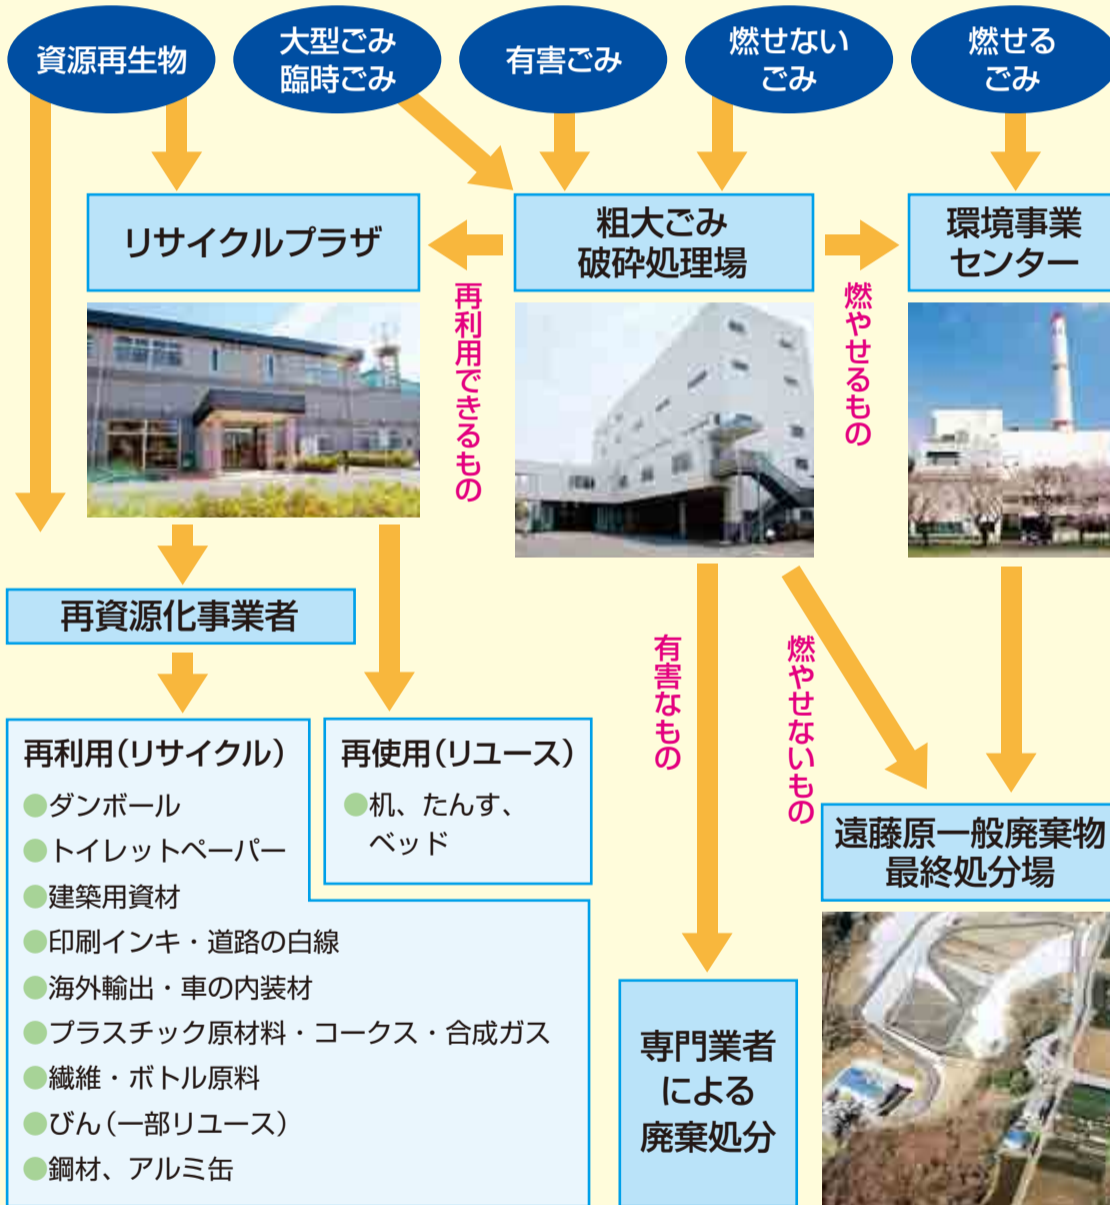 資源再生物
大型ごみ
臨時ごみ
有害ごみ
燃せない
ごみ
燃せる
ごみ
リサイクルプラザ
粗大ごみ
破砕処理場
環境事業
センター
再利用できるもの
燃やせるもの
再資源化事業者
有害なもの
燃やせないもの
再利用(リサイクル)
●ダンボール
●トイレットペーパー
●建築用資材
●印刷インキ・道路の白線
●海外輸出・車の内装材
●プラスチック原材料・コークス・合成ガス
●繊維・ボトル原料
●びん(一部リユース)
●鋼材、アルミ缶
再使用(リユース)
●机、たんす、
ベッド
専門業者
による
廃棄処分
遠藤原一般廃棄物
最終処分場